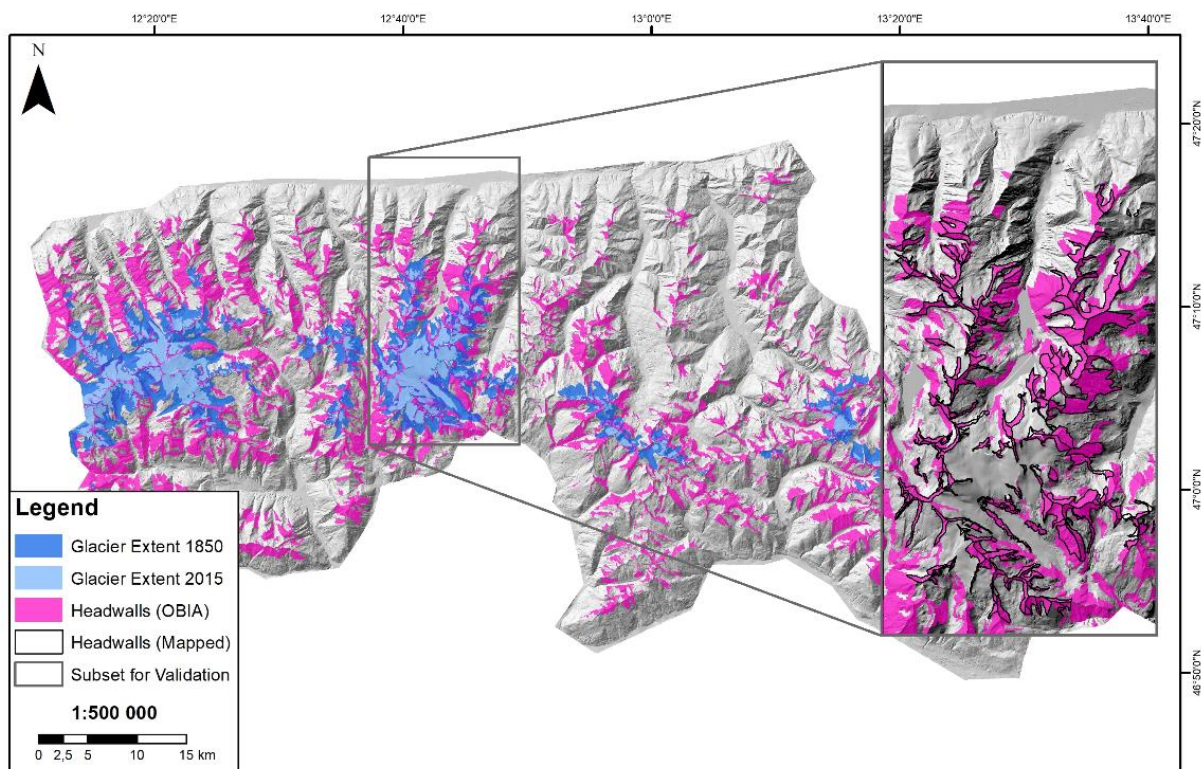 12°20'0"E
12°40'0"E
13°0'0"E
13°20'0"E
13°40'0"E
N
47°20'0"N
47°10'0"N
47°0'0"N
46°50'0"N
Legend
Glacier Extent 1850
Glacier Extent 2015
Headwalls (OBIA)
Headwalls (Mapped)
Subset for Validation
1:500 000
0 2,5 5 10 15 km